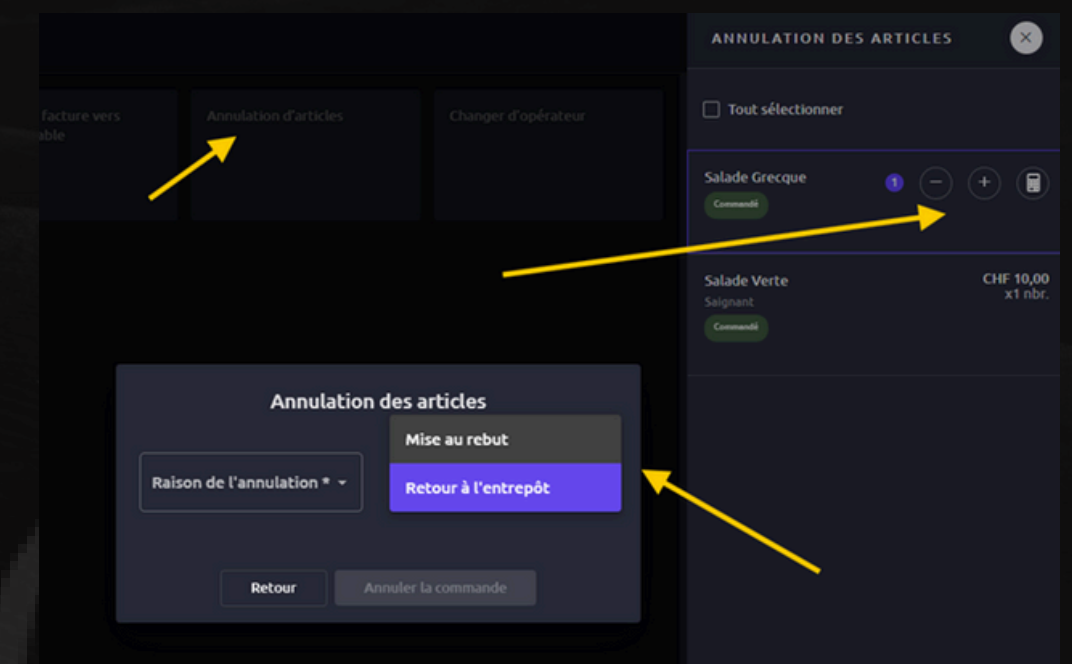 ANNULATION DES ARTICLES
facture vers
able
Annulation d'articles
Changer d'opérateur
Tout sélectionner
Salade Grecque
1
Commandé
Salade Verte
CHF 10,00
Saignant
x1 nbr.
Commandé
Annulation des articles
Mise au rebut
Raison de l'annulation *
Retour à l'entrepôt
Retour
Annuler la commande